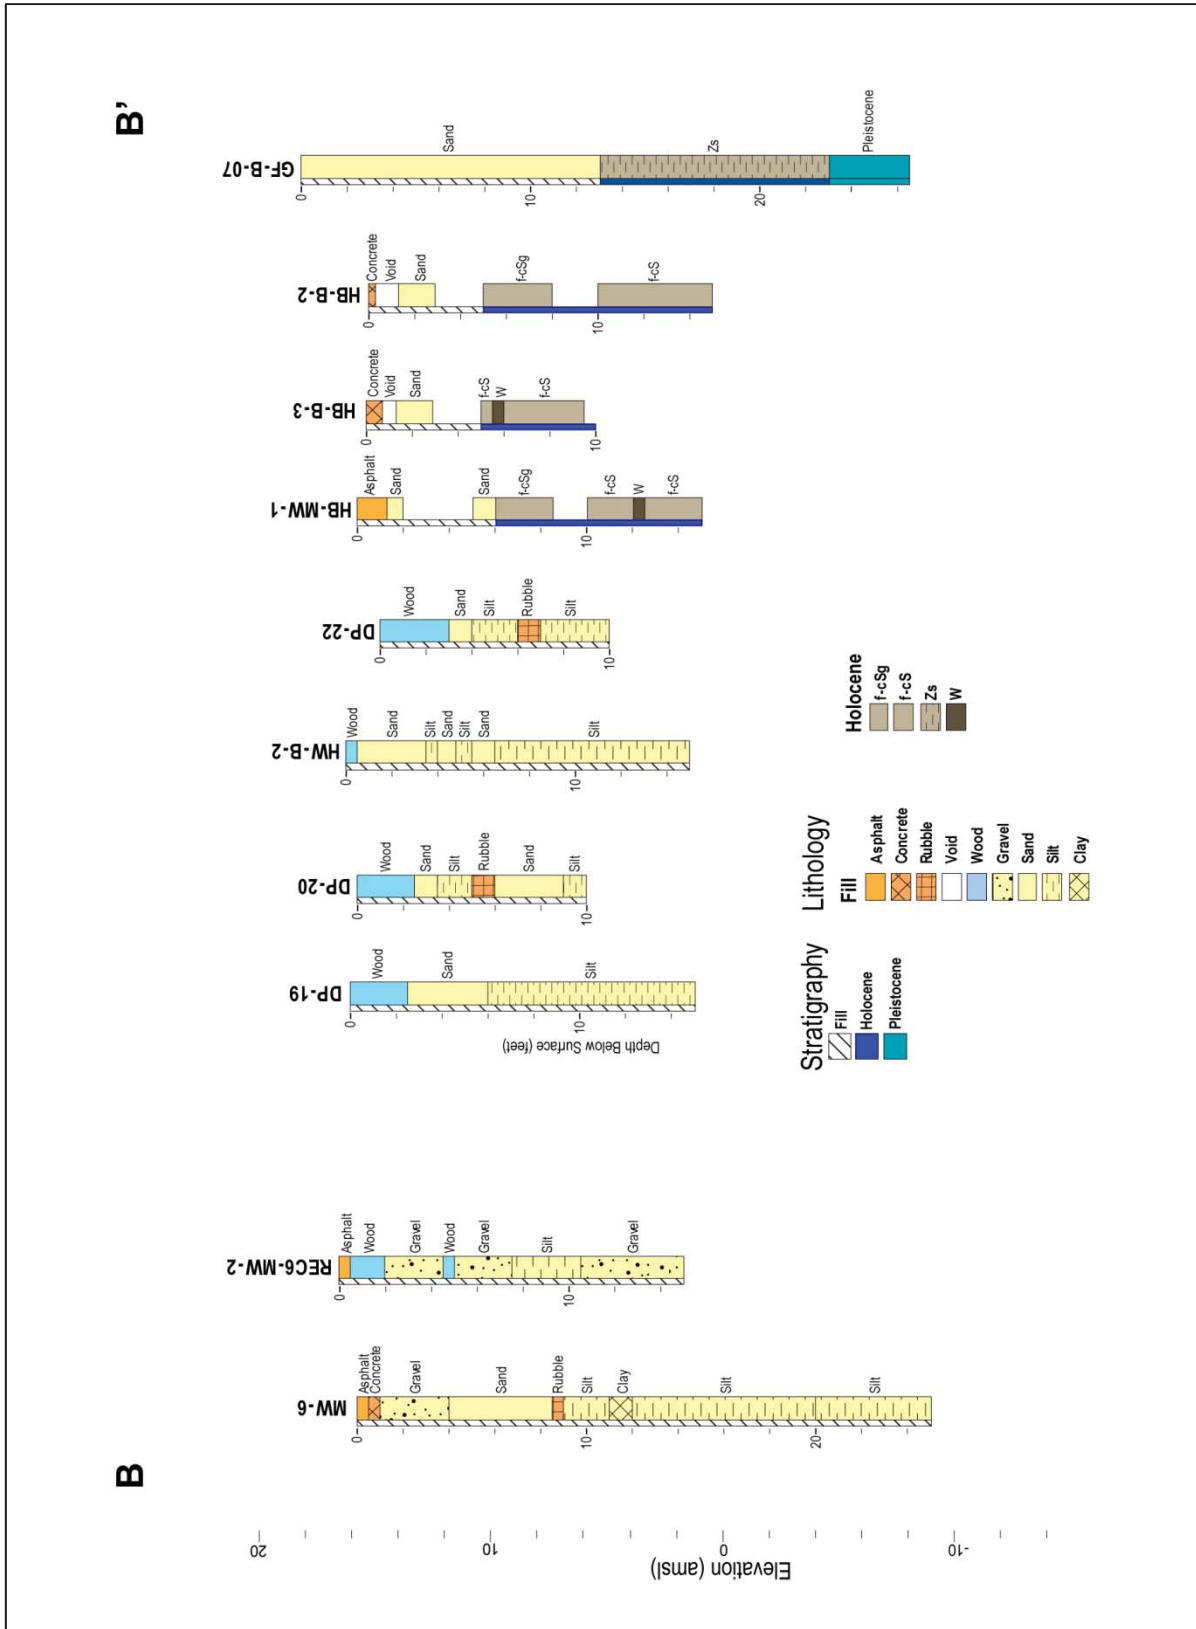 B
B'
MW-6
0
10
20
Asphalt
Concrete
Gravel
Sand
Rubble
Silt
Clay
Silt
Silt
REC6-MW-2
0
10
Asphalt
Wood
Gravel
Wood
Gravel
Silt
Gravel
DP-19
0
10
Wood
Sand
Silt
Depth Below Surface (feet)
DP-20
0
10
Wood
Sand
Silt
Rubble
Sand
Silt
HW-B-2
0
10
Wood
Sand
Silt
Sand
Silt
Sand
Silt
DP-22
0
10
Wood
Sand
Silt
Rubble
Silt
HB-MW-1
0
10
Asphalt
Sand
Sand
f-cSg
f-cS
W
f-cS
HB-B-3
0
10
Concrete
Void
Sand
f-cS
W
f-cS
HB-B-2
0
10
Concrete
Void
Sand
f-cSg
f-cS
GF-B-07
0
10
20
Sand
Zs
Pleistocene
Elevation (amsl)
20
10
0
-10
Stratigraphy
Fill
Holocene
Pleistocene
Lithology
Fill
Asphalt
Concrete
Rubble
Void
Wood
Gravel
Sand
Silt
Clay
Holocene
f-cSg
f-cS
Zs
W